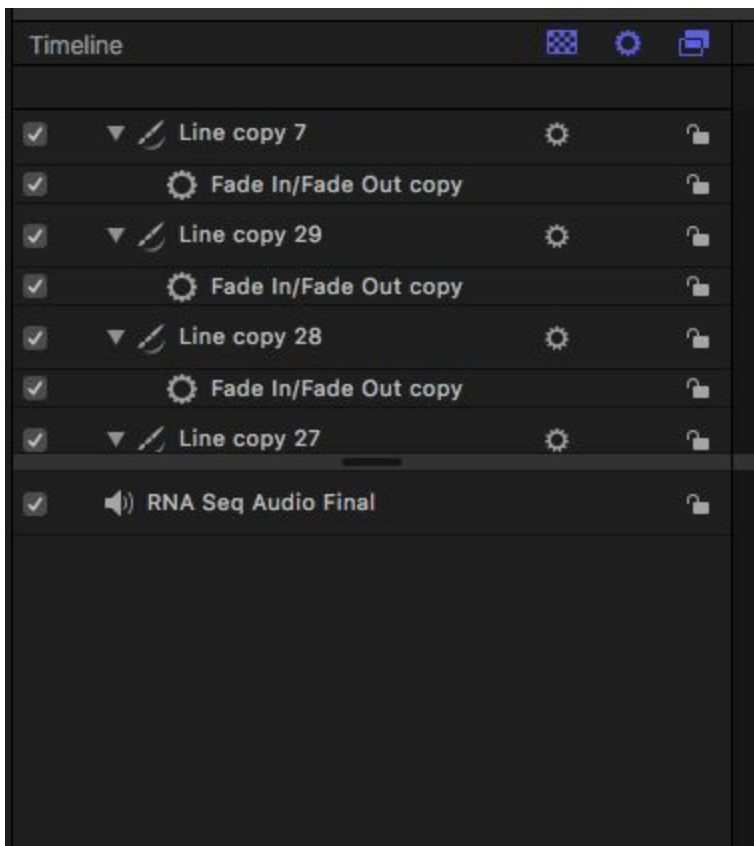 Timeline
Line copy 7
Fade In/Fade Out copy
Line copy 29
Fade In/Fade Out copy
Line copy 28
Fade In/Fade Out copy
Line copy 27
RNA Seq Audio Final